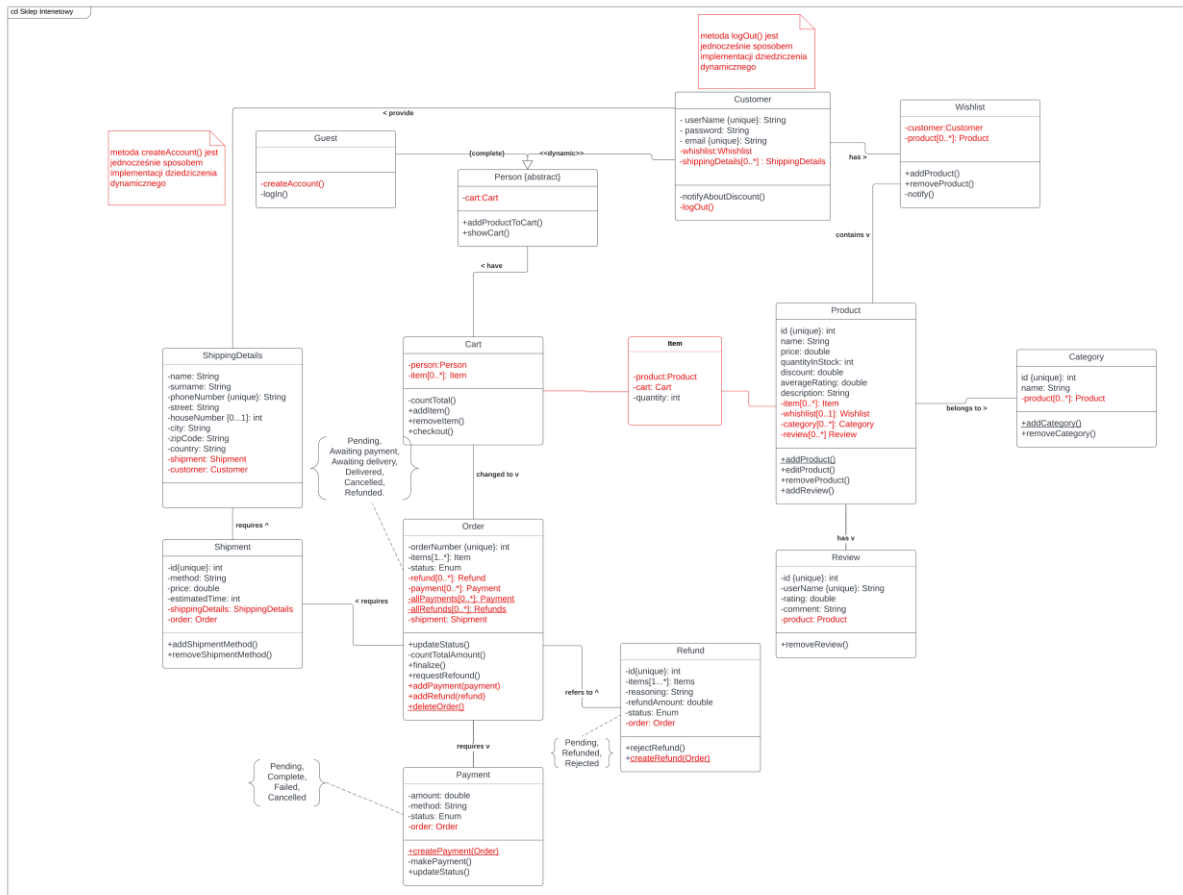 cd Sklep Intenetowy
metoda logOut() jest
jednocześnie sposobem
implementacji dziedziczenia
dynamicznego
< provide
Customer
- userName {unique}: String
- password: String
- email {unique}: String
-whishlist:Whishlist
-shippingDetails[0..*] : ShippingDetails
-notifyAboutDiscount()
-logOut()
has >
Wishlist
-customer:Customer
-product[0..*]: Product
+addProduct()
+removeProduct()
-notify()
metoda createAccount() jest
jednocześnie sposobem
implementacji dziedziczenia
dynamicznego
Guest
-createAccount()
-logIn()
{complete}
<<dynamic>>
Person {abstract}
-cart:Cart
+addProductToCart()
+showCart()
< have
contains v
ShippingDetails
-name: String
-surname: String
-phoneNumber {unique}: String
-street: String
-houseNumber [0...1]: int
-city: String
-zipCode: String
-country: String
-shipment: Shipment
-customer: Customer
Cart
-person:Person
-item[0..*]: Item
-countTotal()
+addItem()
+removeItem()
+checkout()
Item
-product:Product
-cart: Cart
-quantity: int
Product
id {unique}: int
name: String
price: double
quantityInStock: int
discount: double
averageRating: double
description: String
-item[0..*]: Item
-whishlist[0..1]: Wishlist
-category[0..*]: Category
-review[0..*] Review
+addProduct()
+editProduct()
+removeProduct()
+addReview()
belongs to >
Category
id {unique}: int
name: String
-product[0..*]: Product
+addCategory()
+removeCategory()
Pending,
Awaiting payment,
Awaiting delivery,
Delivered,
Cancelled,
Refunded.
changed to v
requires ^
Shipment
-id{unique}: int
-method: String
-price: double
-estimatedTime: int
-shippingDetails: ShippingDetails
-order: Order
+addShipmentMethod()
+removeShipmentMethod()
< requires
Order
-orderNumber {unique}: int
-items[1..*]: Item
-status: Enum
-refund[0..*]: Refund
-payment[0..*]: Payment
-allPayments[0..*]: Payment
-allRefunds[0..*]: Refunds
-shipment: Shipment
+updateStatus()
-countTotalAmount()
+finalize()
+requestRefound()
+addPayment(payment)
+addRefund(refund)
+deleteOrder()
has v
Review
-id {unique}: int
-userName {unique}: String
-rating: double
-comment: String
-product: Product
+removeReview()
refers to ^
Refund
-id{unique}: int
-items[1...*]: Items
-reasoning: String
-refundAmount: double
-status: Enum
-order: Order
+rejectRefund()
+createRefund(Order)
Pending,
Refunded,
Rejected
requires v
Pending,
Complete,
Failed,
Cancelled
Payment
-amount: double
-method: String
-status: Enum
-order: Order
+createPayment(Order)
-makePayment()
+updateStatus()